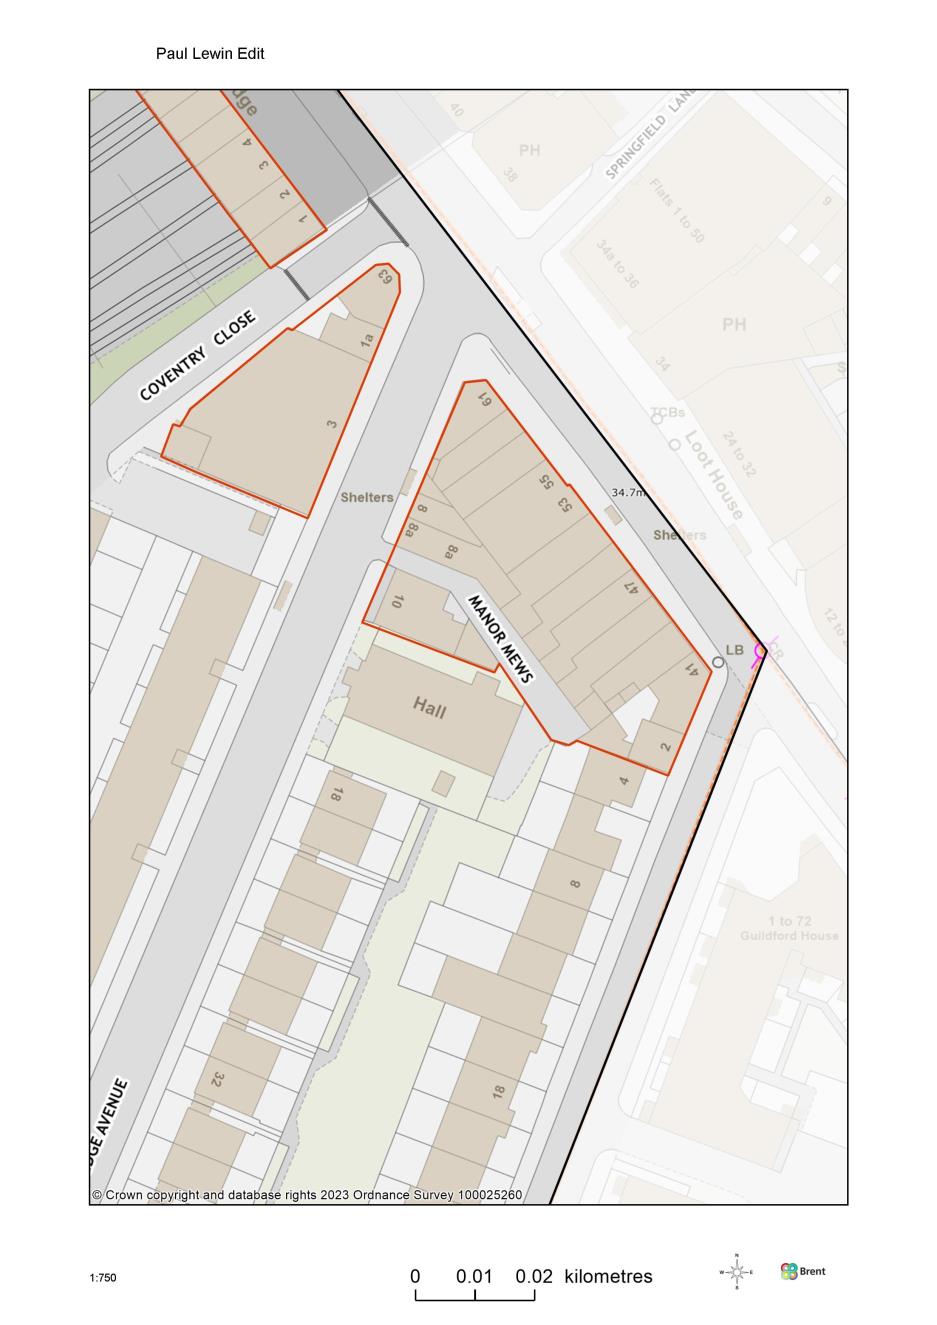 Paul Lewin Edit
dge
4
3
2
1
40
PH
38
SPRINGFIELD LANE
Flats 1 to 50
9
34a to 36
PH
34
63
1a
COVENTRY CLOSE
3
61
TCBs
24 to 32
Loot House
55
53
34.7m
Shelters
Shelters
8
8a
8a
47
10
MANOR MEWS
12 to
LB
41
Hall
2
4
18
8
1 to 72
Guildford House
32
18
DGE AVENUE
© Crown copyright and database rights 2023 Ordnance Survey 100025260
1:750
0 0.01 0.02 kilometres
N
W E
S
Brent